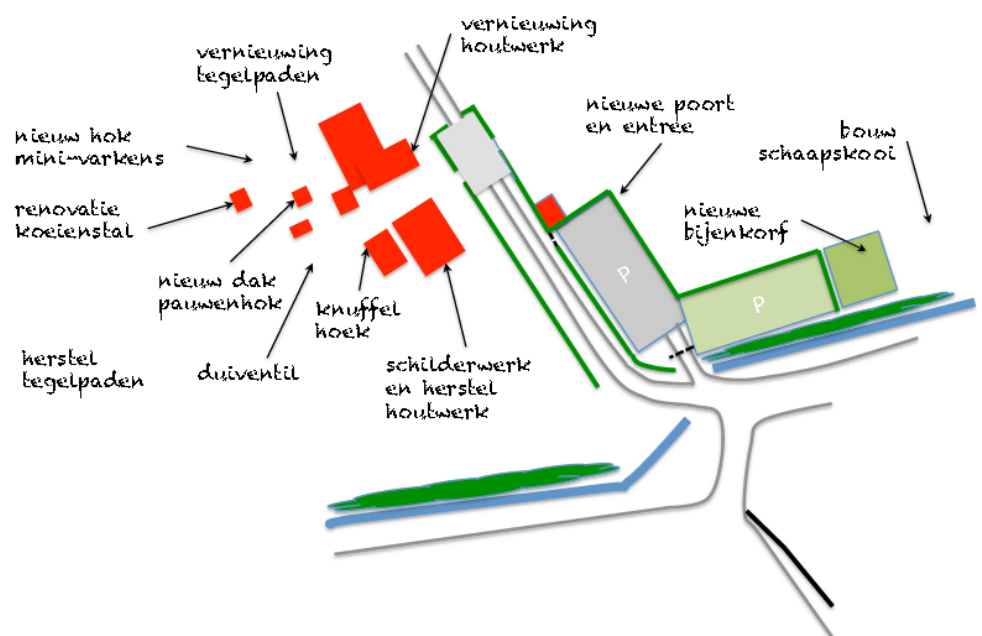 vernieuwing
houtwerk
vernieuwing
tegelpaden
nieuwe poort
en entree
bouw
schaapskooi
nieuw hok
mini-varkens
renovatie
koeienstal
nieuwe
bijenkorf
nieuw dak
pauwenhok
knuffel
hoek
P
P
herstel
tegelpaden
duiventil
schilderwerk
en herstel
houtwerk